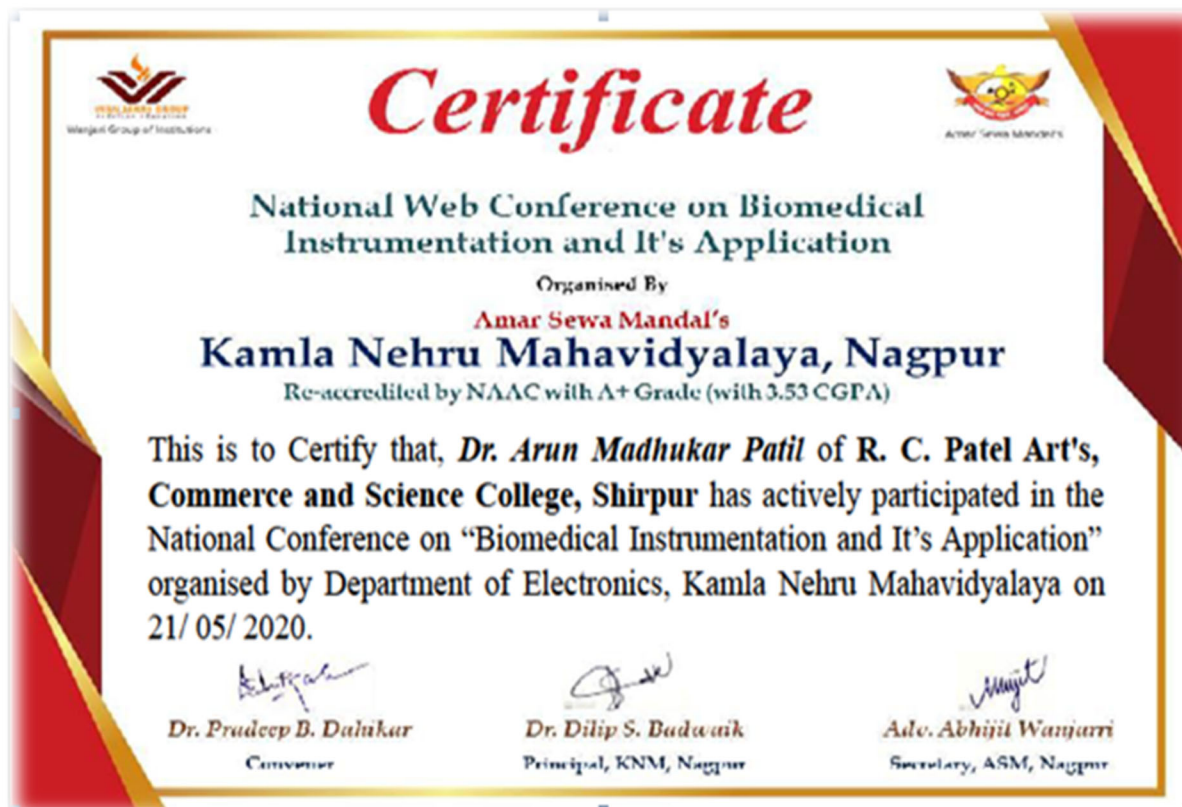 Certificate
WANJARRI GROUP
Wanjari Group of Institutions
Amar Sewa Mandal's
National Web Conference on Biomedical
Instrumentation and It's Application
Organised By
Amar Sewa Mandal's
Kamla Nehru Mahavidyalaya, Nagpur
Re-accredited by NAAC with A+ Grade (with 3.53 CGPA)
This is to Certify that, Dr. Arun Madhukar Patil of R. C. Patel Art's,
Commerce and Science College, Shirpur has actively participated in the
National Conference on “Biomedical Instrumentation and It’s Application”
organised by Department of Electronics, Kamla Nehru Mahavidyalaya on
21/ 05/ 2020.
Dr. Pradeep B. Dahikar
Dr. Dilip S. Badwaik
Adv. Abhijit Wanjarri
Convener
Principal, KNM, Nagpur
Secretary, ASM, Nagpur